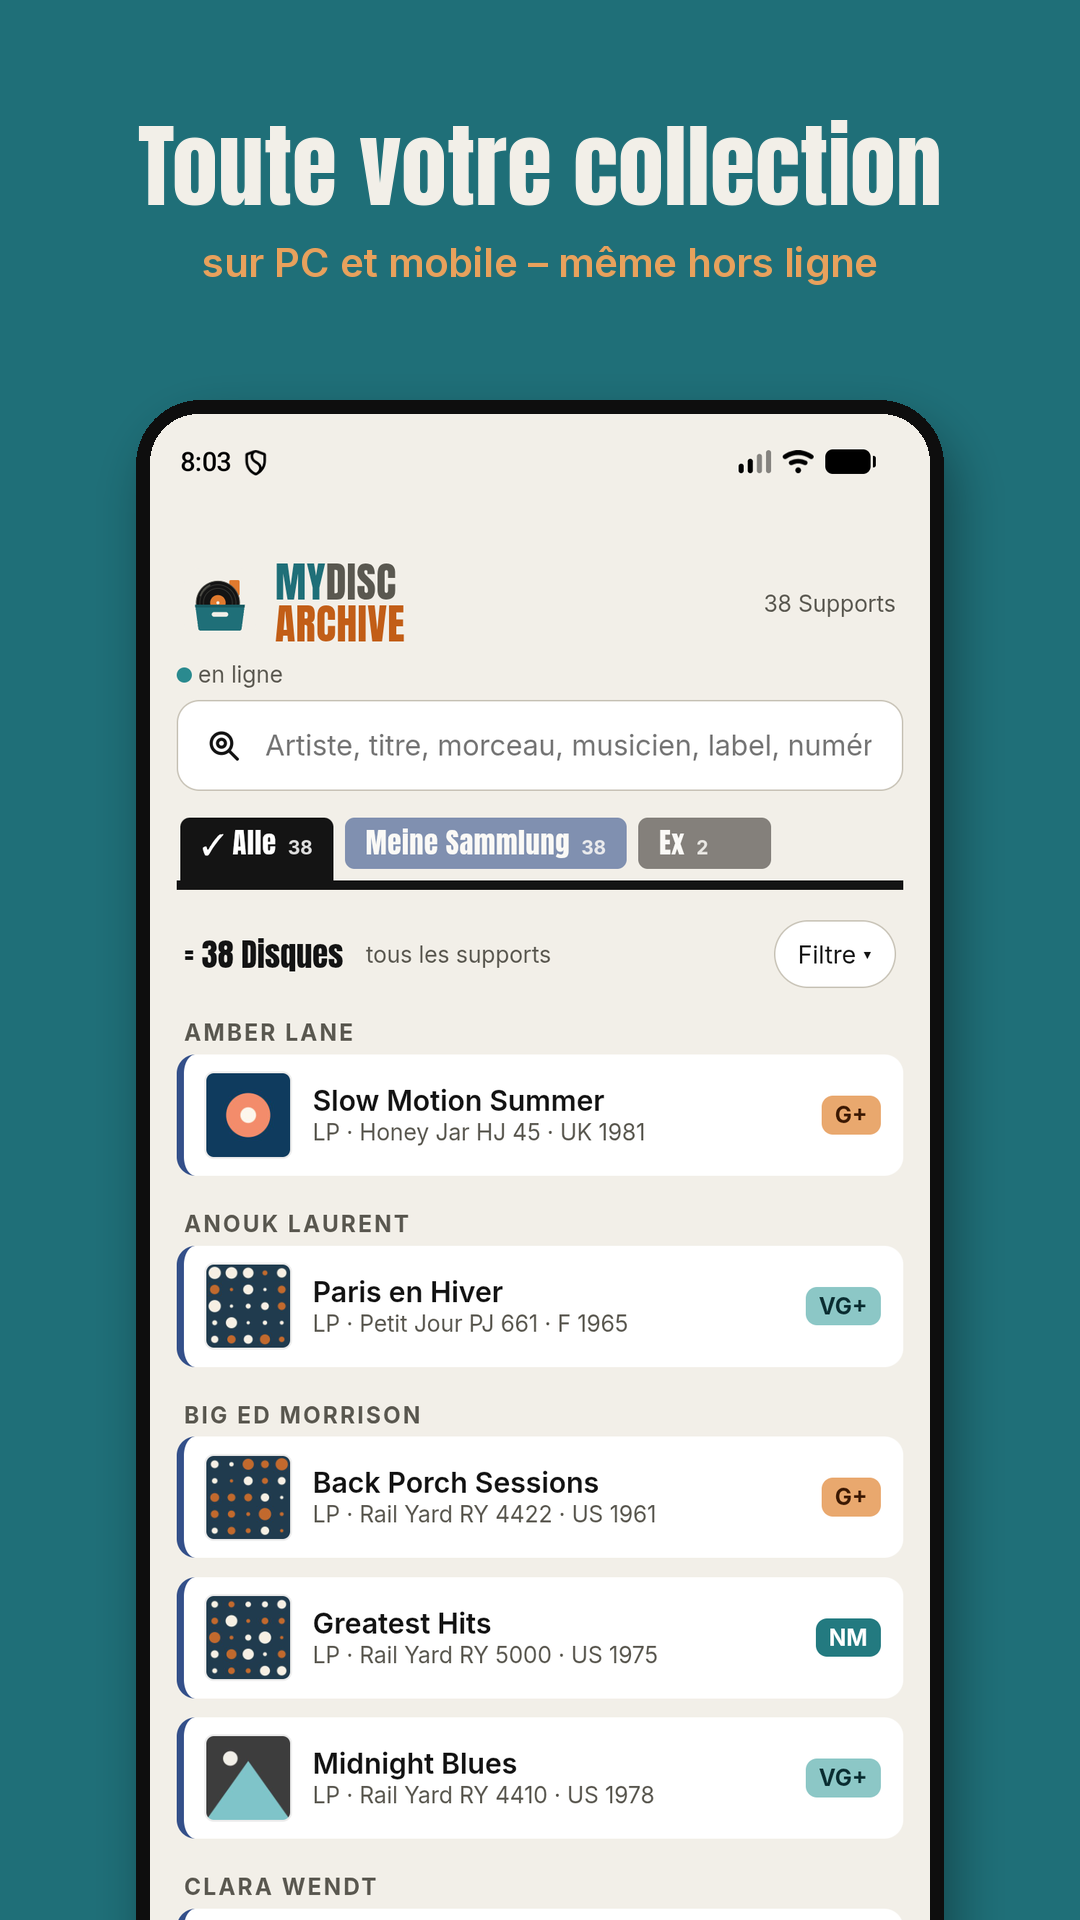 Toute votre collection
sur PC et mobile – même hors ligne
8:03
MYDISC
ARCHIVE
38 Supports
en ligne
Artiste, titre, morceau, musicien, label, numér
✓ Alle 38
Meine Sammlung 38
Ex 2
= 38 Disques tous les supports
Filtre ▾
AMBER LANE
Slow Motion Summer
LP · Honey Jar HJ 45 · UK 1981
G+
ANOUK LAURENT
Paris en Hiver
LP · Petit Jour PJ 661 · F 1965
VG+
BIG ED MORRISON
Back Porch Sessions
LP · Rail Yard RY 4422 · US 1961
G+
Greatest Hits
LP · Rail Yard RY 5000 · US 1975
NM
Midnight Blues
LP · Rail Yard RY 4410 · US 1978
VG+
CLARA WENDT